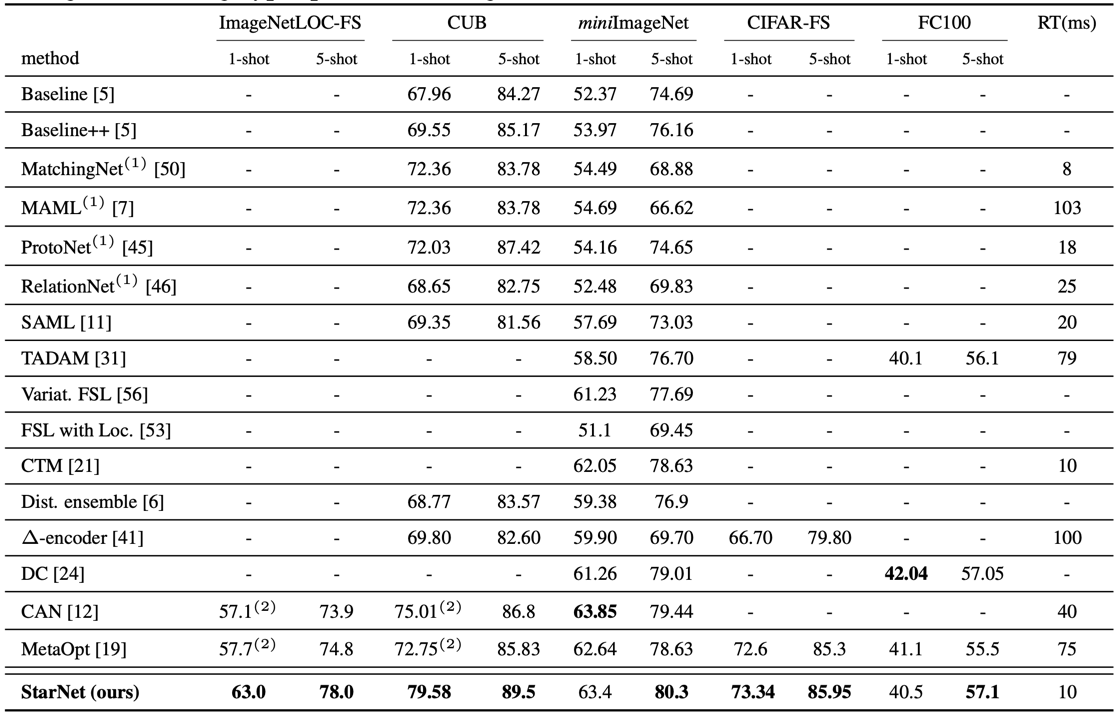 ImageNetLOC-FS CUB miniImageNet CIFAR-FS FC100 RT(ms)
method 1-shot 5-shot 1-shot 5-shot 1-shot 5-shot 1-shot 5-shot 1-shot 5-shot
Baseline [5] - - 67.96 84.27 52.37 74.69 - - - - -
Baseline++ [5] - - 69.55 85.17 53.97 76.16 - - - - -
MatchingNet(1) [50] - - 72.36 83.78 54.49 68.88 - - - - 8
MAML(1) [7] - - 72.36 83.78 54.69 66.62 - - - - 103
ProtoNet(1) [45] - - 72.03 87.42 54.16 74.65 - - - - 18
RelationNet(1) [46] - - 68.65 82.75 52.48 69.83 - - - - 25
SAML [11] - - 69.35 81.56 57.69 73.03 - - - - 20
TADAM [31] - - - - 58.50 76.70 - - 40.1 56.1 79
Variat. FSL [56] - - - - 61.23 77.69 - - - - -
FSL with Loc. [53] - - - - 51.1 69.45 - - - - -
CTM [21] - - - - 62.05 78.63 - - - - 10
Dist. ensemble [6] - - 68.77 83.57 59.38 76.9 - - - - -
Δ-encoder [41] - - 69.80 82.60 59.90 69.70 66.70 79.80 - - 100
DC [24] - - - - 61.26 79.01 - - 42.04 57.05 -
CAN [12] 57.1(2) 73.9 75.01(2) 86.8 63.85 79.44 - - - - 40
MetaOpt [19] 57.7(2) 74.8 72.75(2) 85.83 62.64 78.63 72.6 85.3 41.1 55.5 75
StarNet (ours) 63.0 78.0 79.58 89.5 63.4 80.3 73.34 85.95 40.5 57.1 10